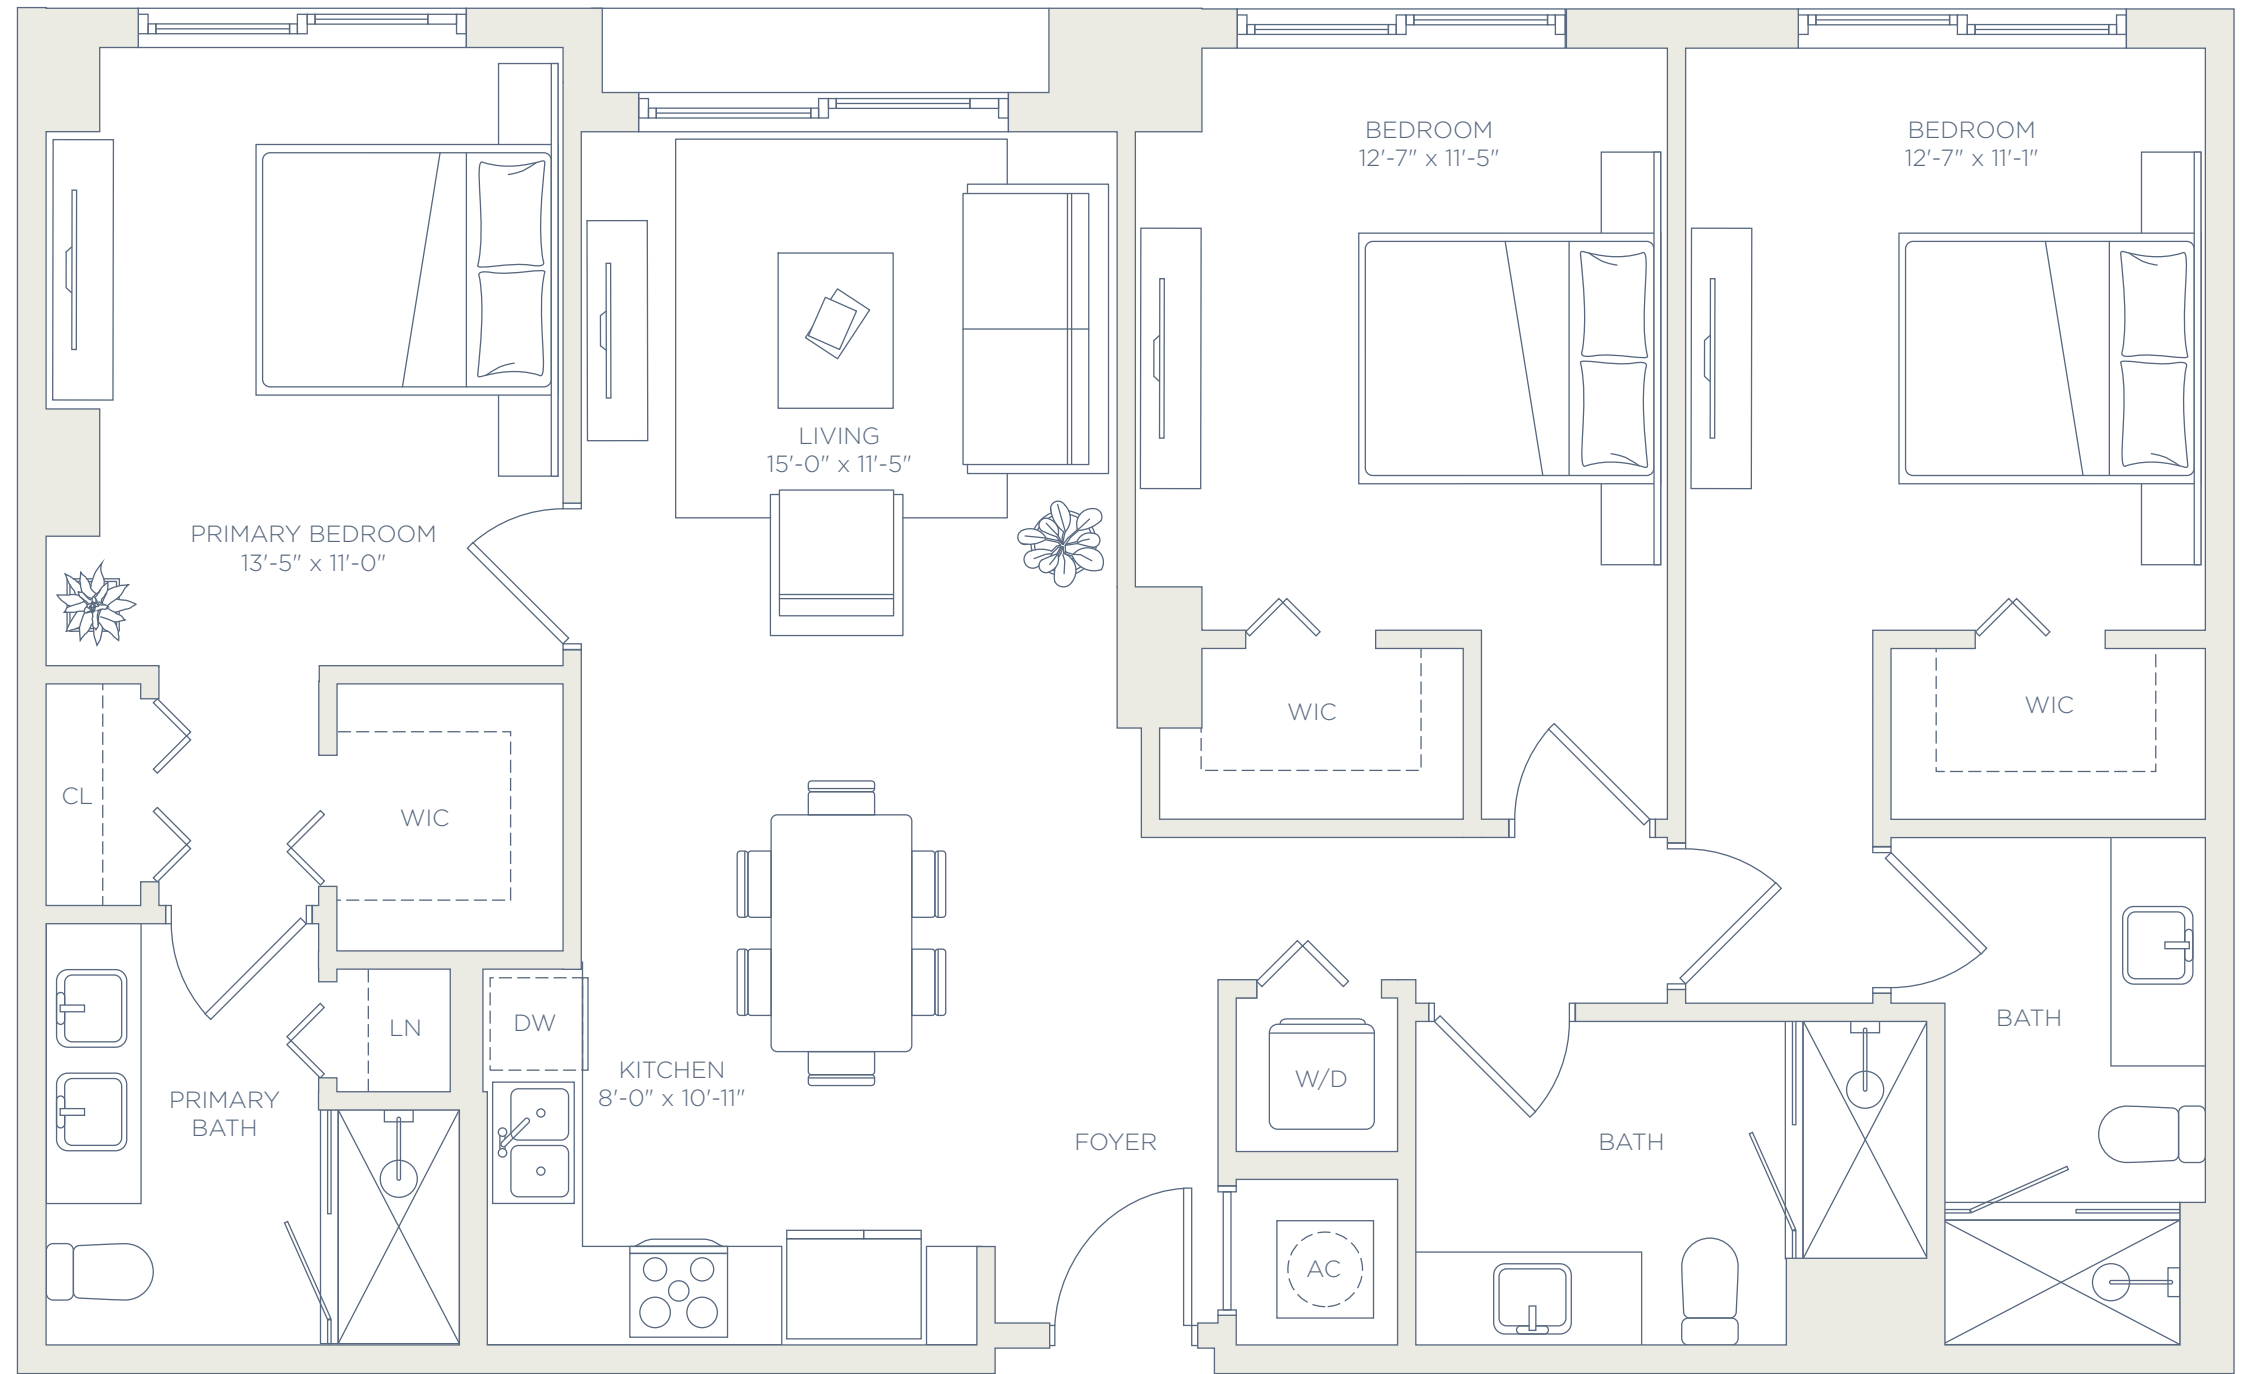 BEDROOM
12'-7" x 11'-5"
BEDROOM
12'-7" x 11'-1"
LIVING
15'-0" x 11'-5"
PRIMARY BEDROOM
13'-5" x 11'-0"
WIC
WIC
CL
WIC
DW
LN
BATH
KITCHEN
8'-0" x 10'-11"
W/D
PRIMARY
BATH
FOYER
BATH
AC